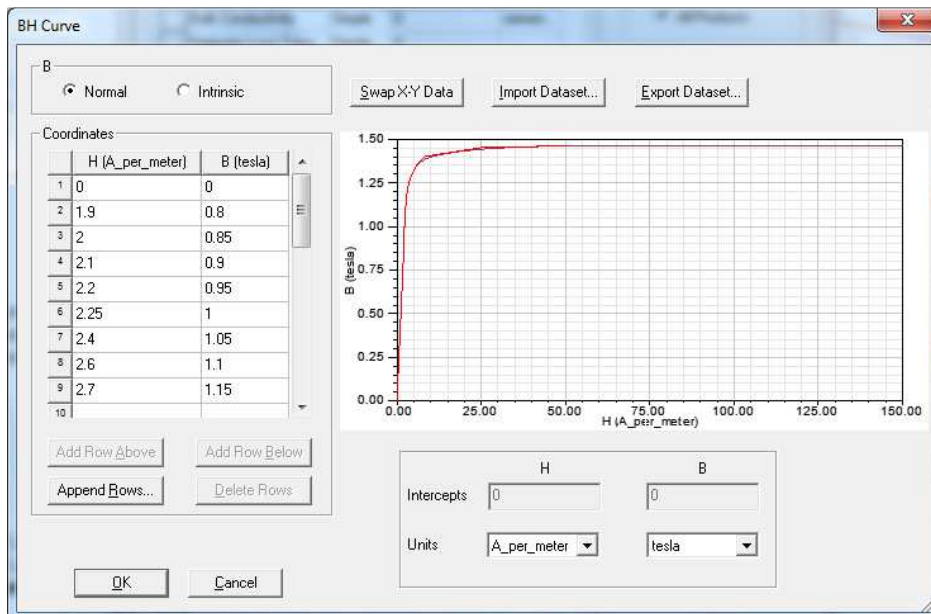 BH Curve
B
Normal
Intrinsic
Swap X-Y Data
Import Dataset...
Export Dataset...
Coordinates
H (A_per_meter) B (tesla)
1 0 0
2 1.9 0.8
3 2 0.85
4 2.1 0.9
5 2.2 0.95
6 2.25 1
7 2.4 1.05
8 2.6 1.1
9 2.7 1.15
10
Add Row Above
Add Row Below
Append Rows...
Delete Rows
1.50
1.25
1.00
0.75
0.50
0.25
0.00
B (tesla)
0.00 25.00 50.00 75.00 100.00 125.00 150.00
H (A_per_meter)
H B
Intercepts 0 0
Units A_per_meter tesla
OK
Cancel